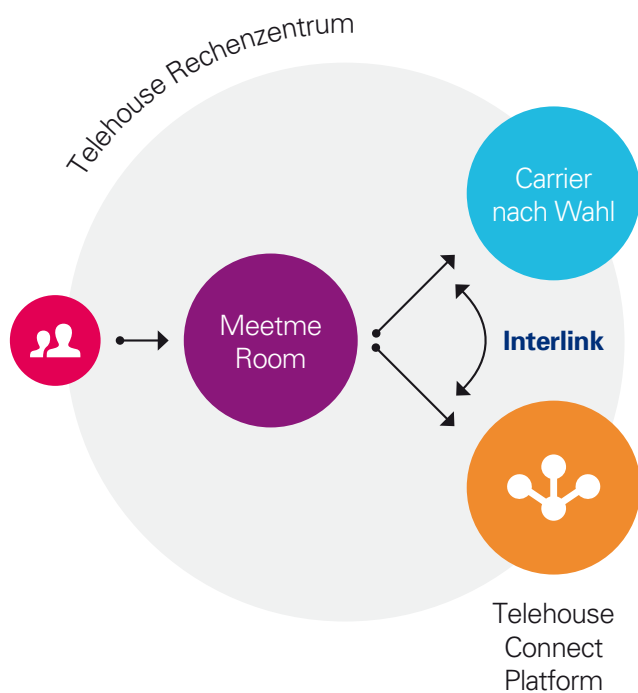 Telehouse Rechenzentrum
Carrier
nach Wahl
Meetme
Room
Interlink
Telehouse
Connect
Platform